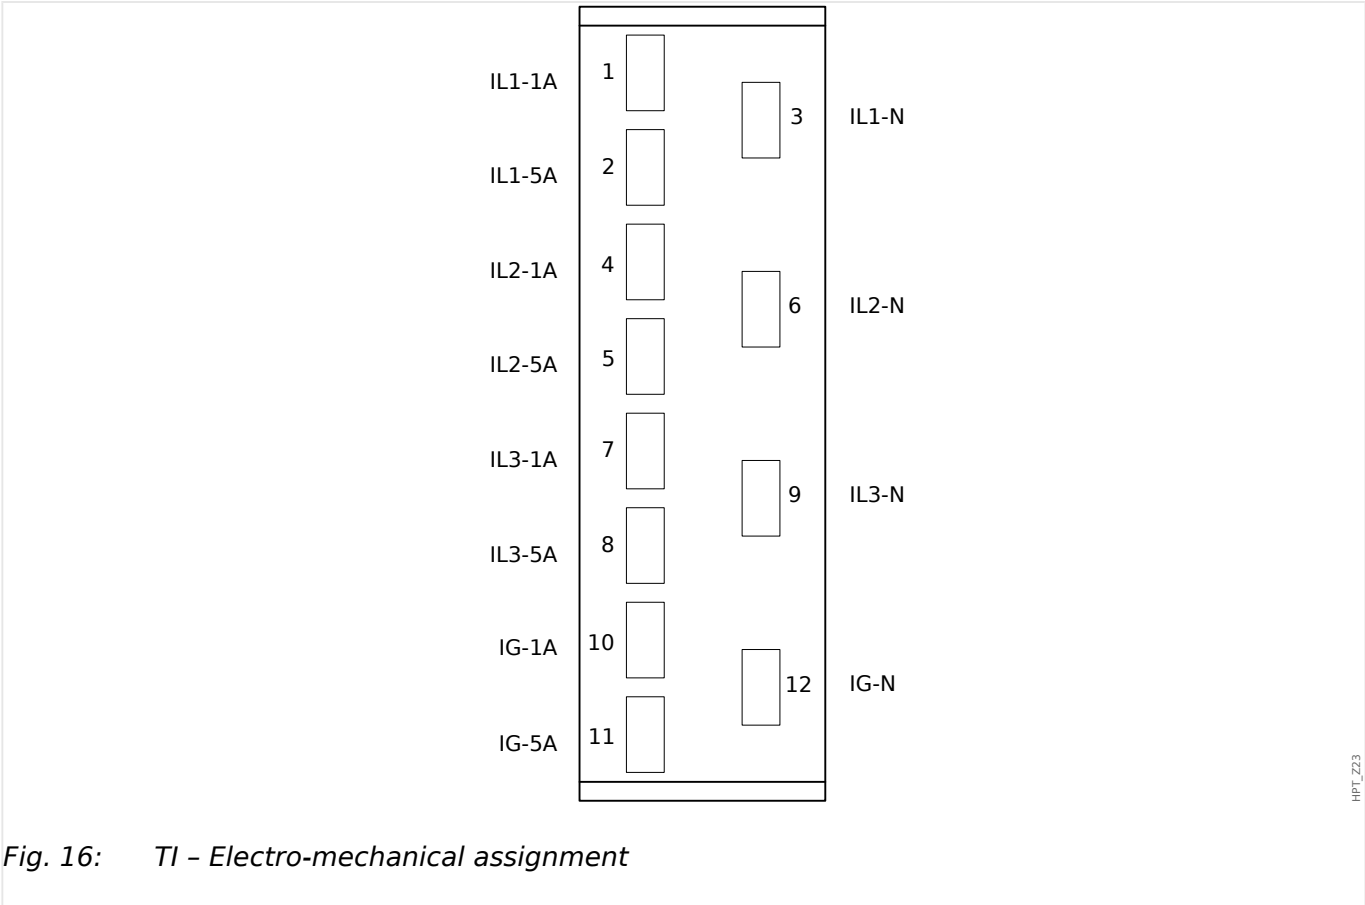 IL1-1A 1
3 IL1-N
IL1-5A 2
IL2-1A 4
6 IL2-N
IL2-5A 5
IL3-1A 7
9 IL3-N
IL3-5A 8
IG-1A 10
12 IG-N
IG-5A 11
HPT_Z23
Fig. 16: TI – Electro-mechanical assignment